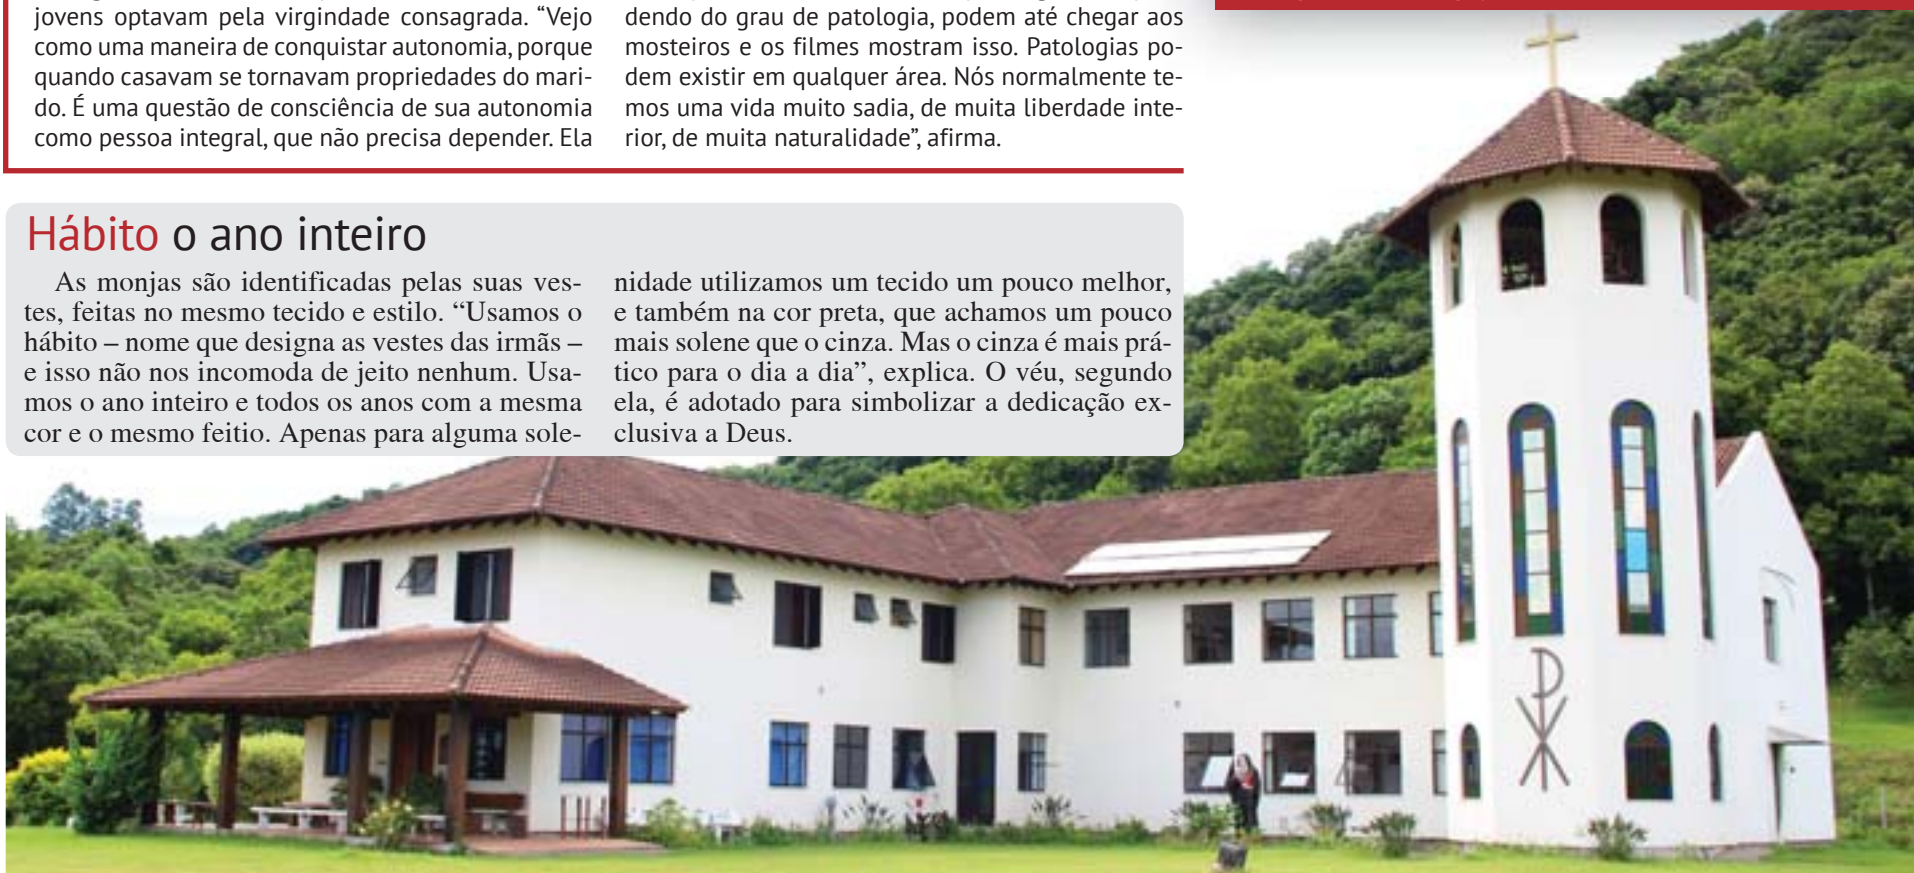 jovens optavam pela virgindade consagrada. “Vejo
como uma maneira de conquistar autonomia, porque
quando casavam se tornavam propriedades do mari-
do. É uma questão de consciência de sua autonomia
como pessoa integral, que não precisa depender. Ela
dendo do grau de patologia, podem até chegar aos
mosteiros e os filmes mostram isso. Patologias po-
dem existir em qualquer área. Nós normalmente te-
mos uma vida muito sadia, de muita liberdade inte-
rior, de muita naturalidade”, afirma.
Hábito o ano inteiro
As monjas são identificadas pelas suas ves-
tes, feitas no mesmo tecido e estilo. “Usamos o
hábito – nome que designa as vestes das irmãs –
e isso não nos incomoda de jeito nenhum. Usa-
mos o ano inteiro e todos os anos com a mesma
cor e o mesmo feitio. Apenas para alguma sole-
nidade utilizamos um tecido um pouco melhor,
e também na cor preta, que achamos um pouco
mais solene que o cinza. Mas o cinza é mais prá-
tico para o dia a dia”, explica. O véu, segundo
ela, é adotado para simbolizar a dedicação ex-
clusiva a Deus.